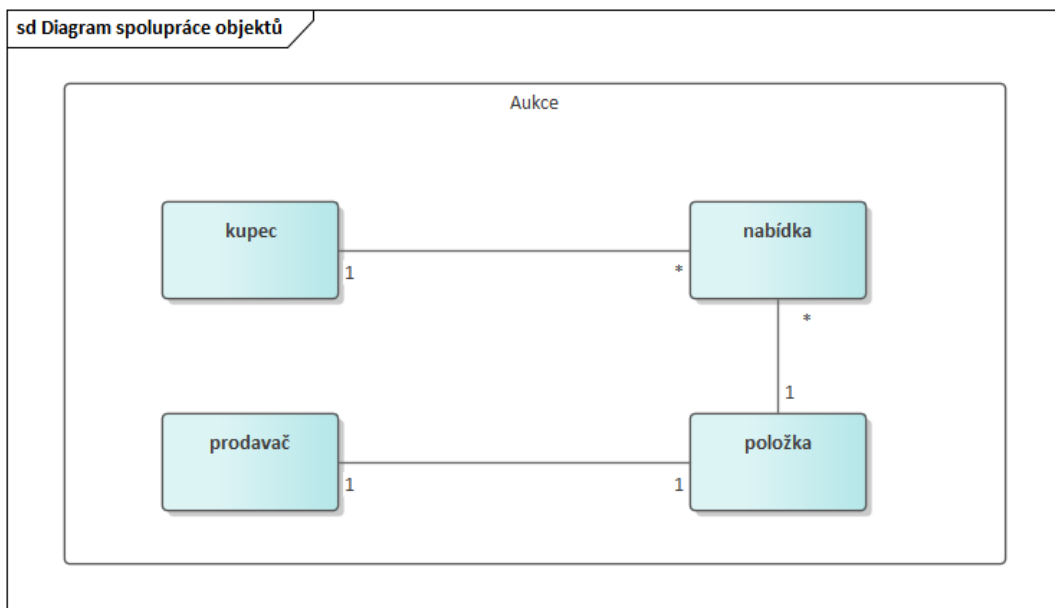 sd Diagram spolupráce objektů
Aukce
kupec
nabídka
1
*
*
1
prodavač
položka
1
1